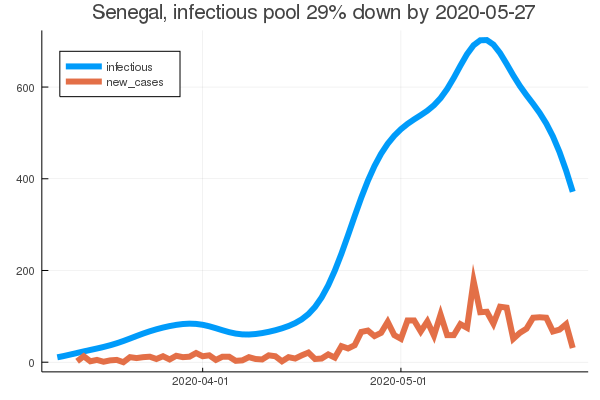 Senegal, infectious pool 29% down by 2020-05-27
infectious
new_cases
600
400
200
0
2020-04-01
2020-05-01